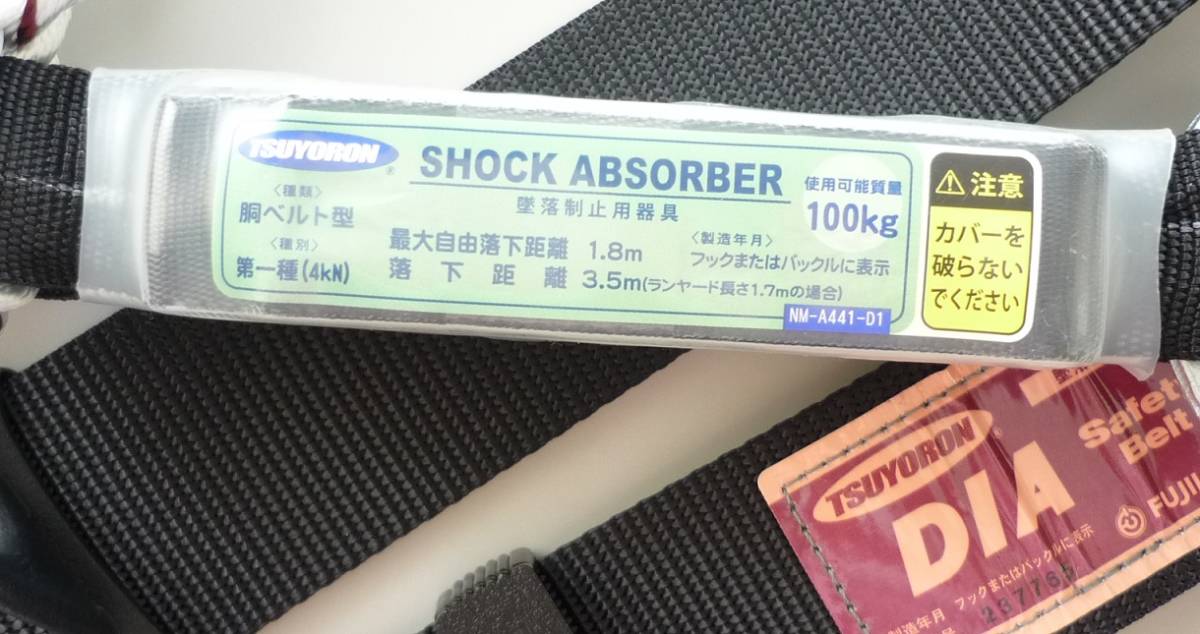 TSUYORON®
SHOCK ABSORBER
墜落制止用器具
〈種類〉
胴ベルト型
〈種別〉
第一種(4kN)
最大自由落下距離 1.8m
落下距離 3.5m(ランヤード長さ1.7mの場合)
〈製造年月〉
フックまたはバックルに表示
使用可能質量
100kg
NM-A441-D1
⚠注意
カバーを
破らない
でください
TSUYORON
DIA
Safety
Belt
FUJII
製造年月 フックまたはバックルに表示
287765